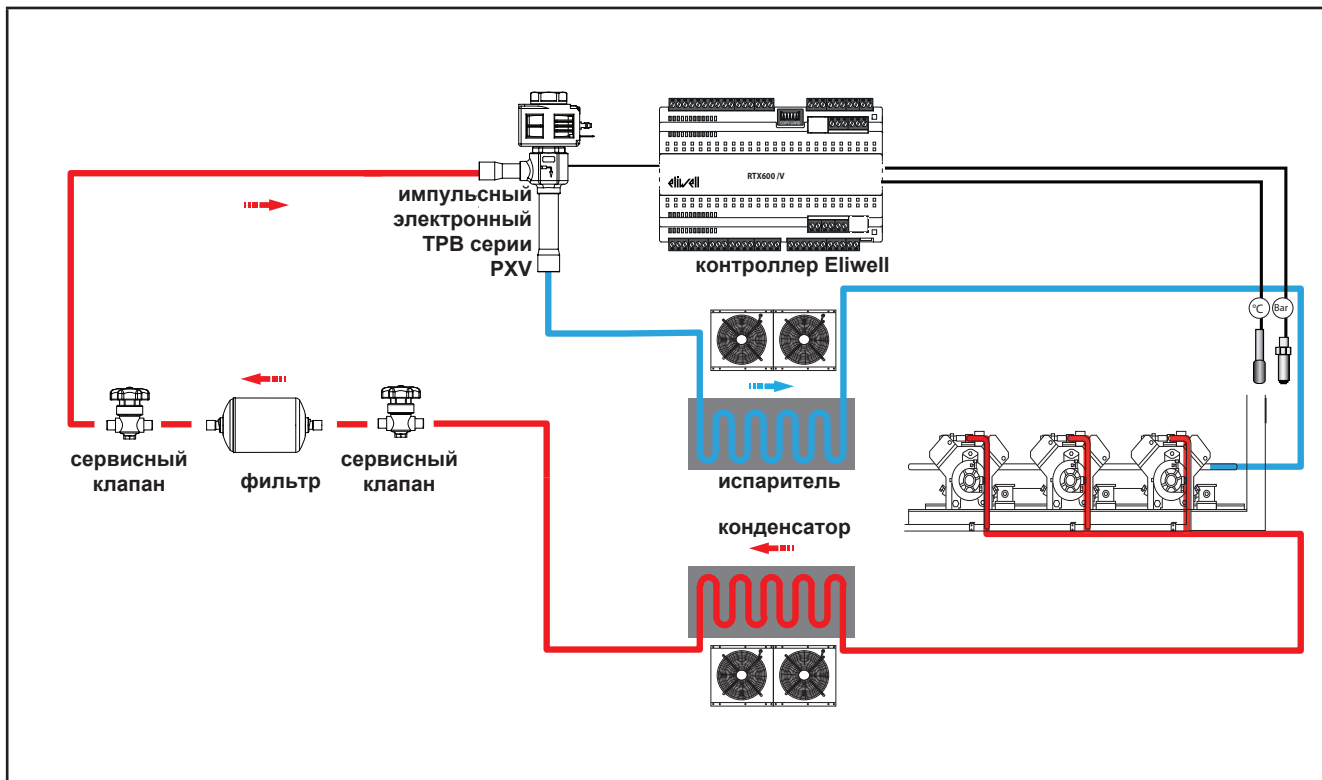 импульсный
электронный
ТРВ серии
PXV
eliwell
RTX600 /V
контроллер Eliwell
°C
Bar
сервисный
клапан
фильтр
сервисный
клапан
испаритель
конденсатор